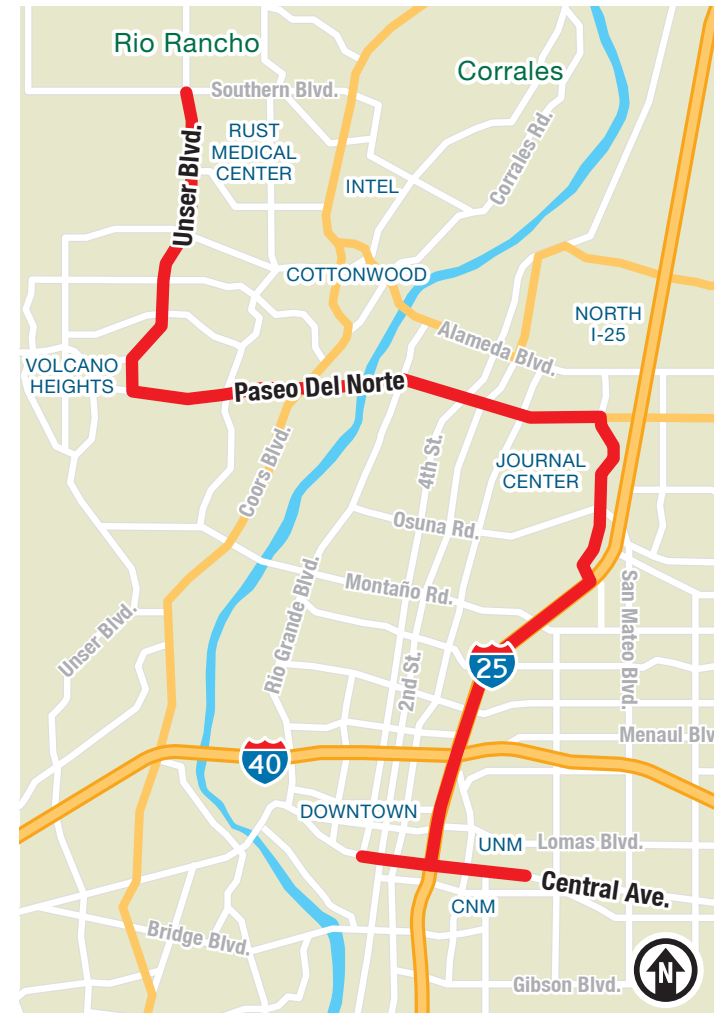 Rio Rancho
Corrales
Southern Blvd.
Unser Blvd.
RUST
MEDICAL
CENTER
INTEL
Corrales Rd.
COTTONWOOD
NORTH
I-25
Alameda Blvd.
VOLCANO
HEIGHTS
Paseo Del Norte
Coors Blvd.
4th St.
JOURNAL
CENTER
Osuna Rd.
Montaño Rd.
Rio Grande Blvd.
San Mateo Blvd.
Unser Blvd.
2nd St.
25
Menaul Blv
40
DOWNTOWN
UNM
Lomas Blvd.
Central Ave.
CNM
Bridge Blvd.
Gibson Blvd.
N